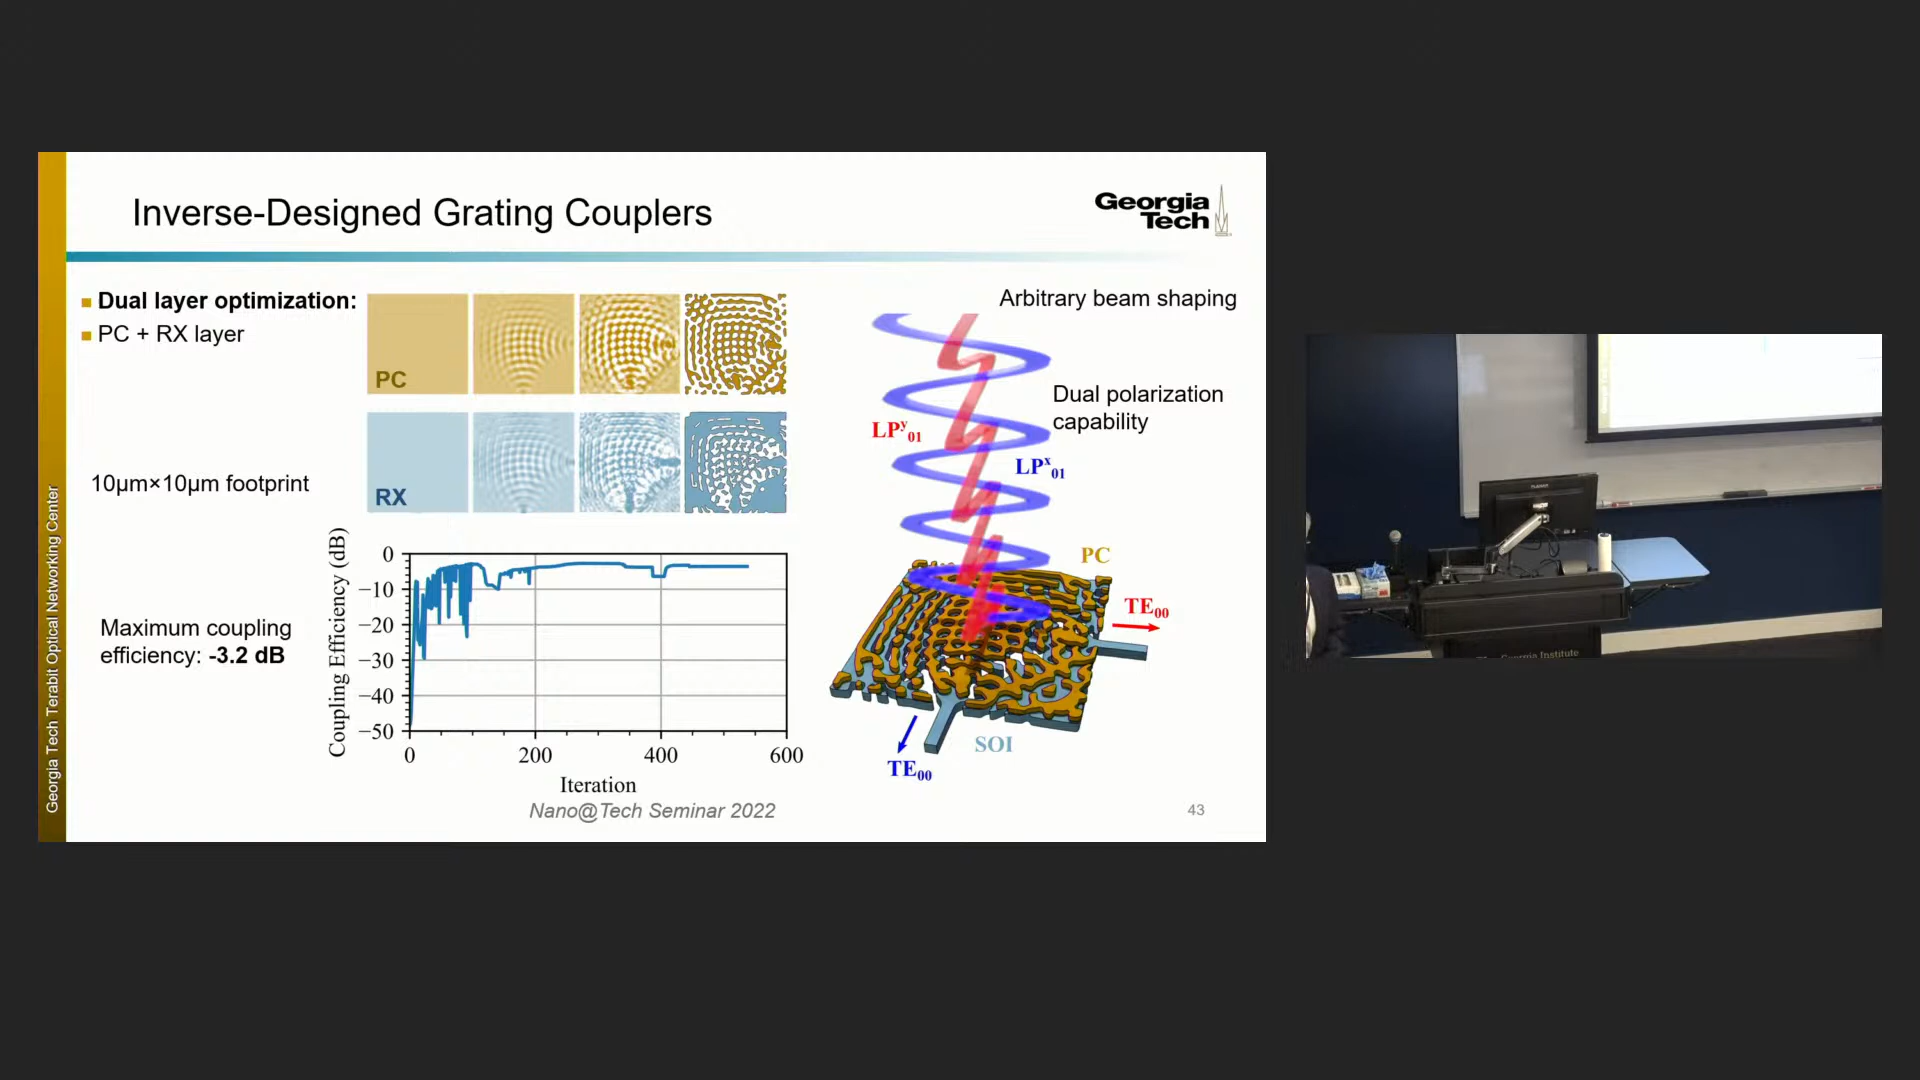 Inverse-Designed Grating Couplers
Georgia
Tech
Dual layer optimization:
PC + RX layer
PC
RX
10μm×10μm footprint
Maximum coupling
efficiency: -3.2 dB
Coupling Efficiency (dB)
0
−10
−20
−30
−40
−50
0 200 400 600
Iteration
Arbitrary beam shaping
Dual polarization
capability
LPʸ₀₁
LPˣ₀₁
PC
TE₀₀
SOI
TE₀₀
Georgia Tech Terabit Optical Networking Center
Nano@Tech Seminar 2022
43
Georgia Institute